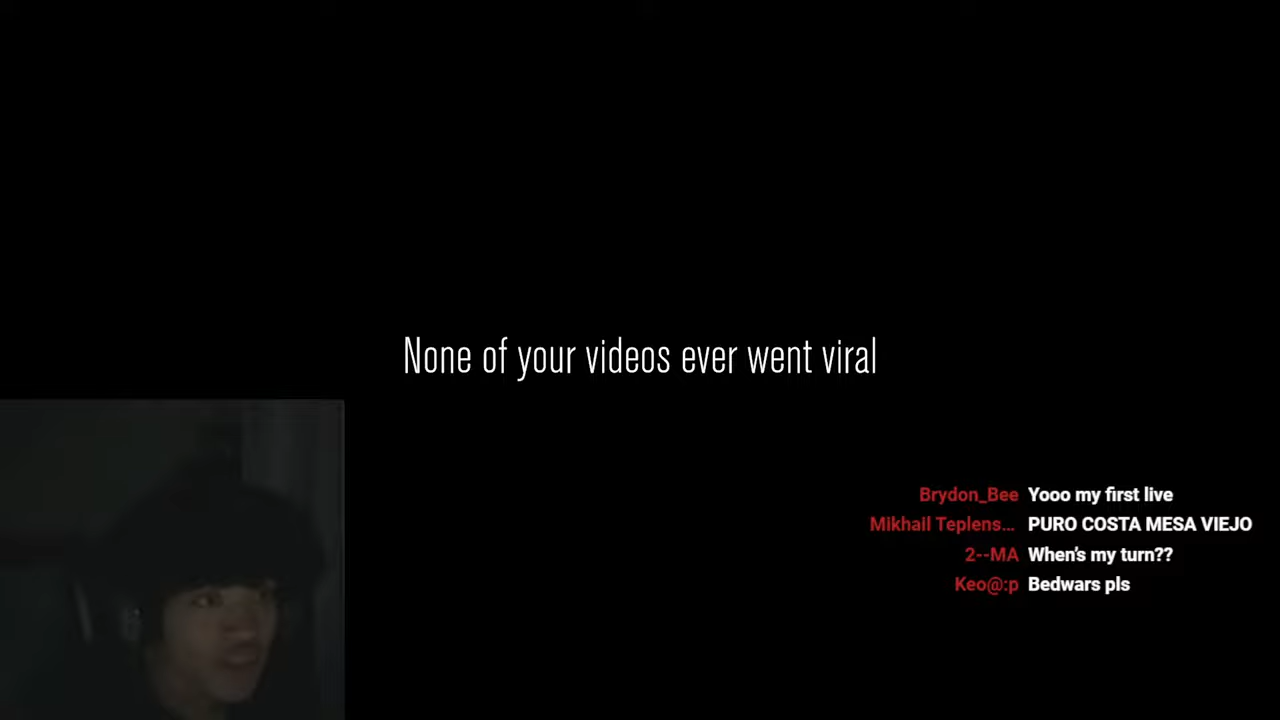 None of your videos ever went viral
Brydon_Bee Yooo my first live
Mikhail Teplens... PURO COSTA MESA VIEJO
2--MA When's my turn??
Keo@:p Bedwars pls